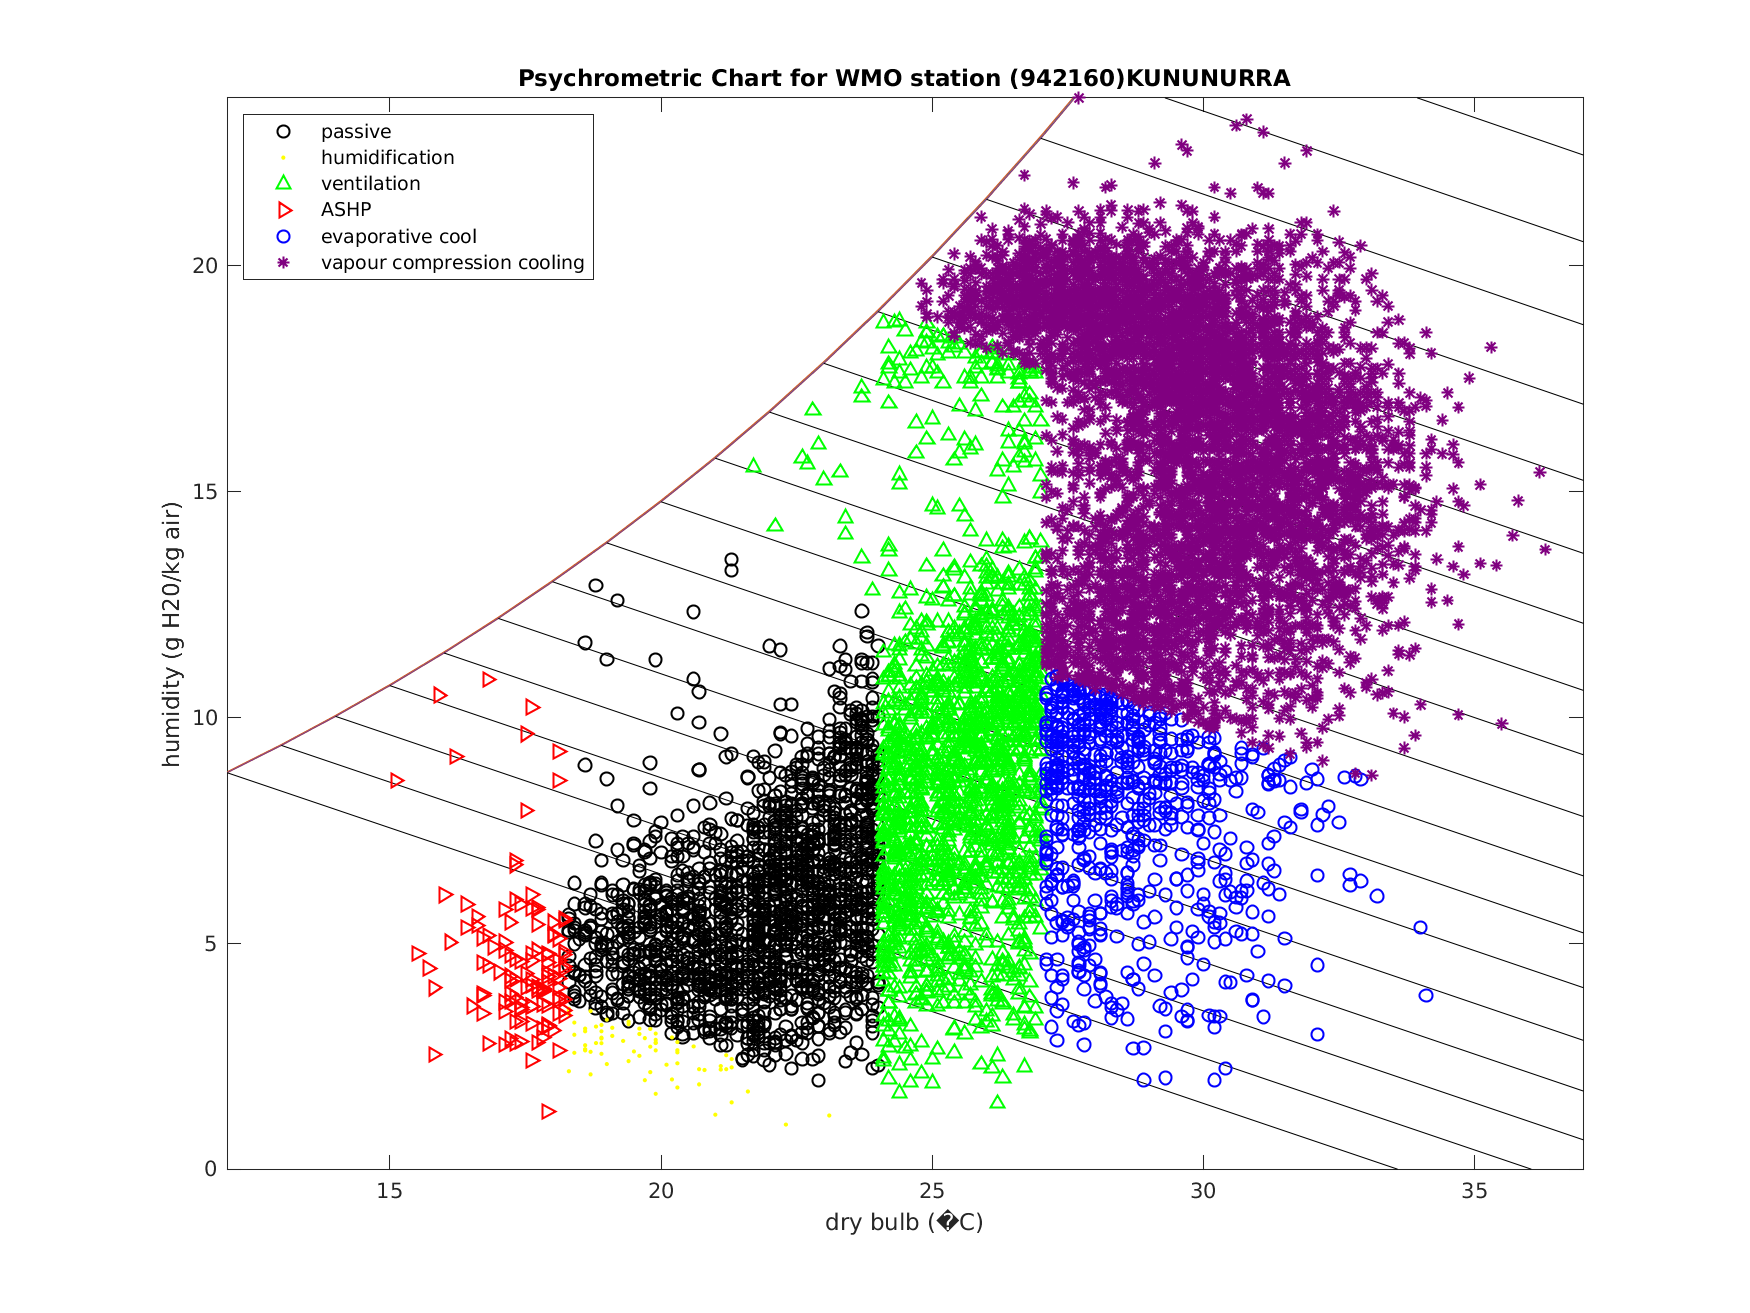 Psychrometric Chart for WMO station (942160)KUNUNURRA
passive
humidification
ventilation
ASHP
evaporative cool
vapour compression cooling
20
15
10
5
0
humidity (g H20/kg air)
15
20
25
30
35
dry bulb (�C)